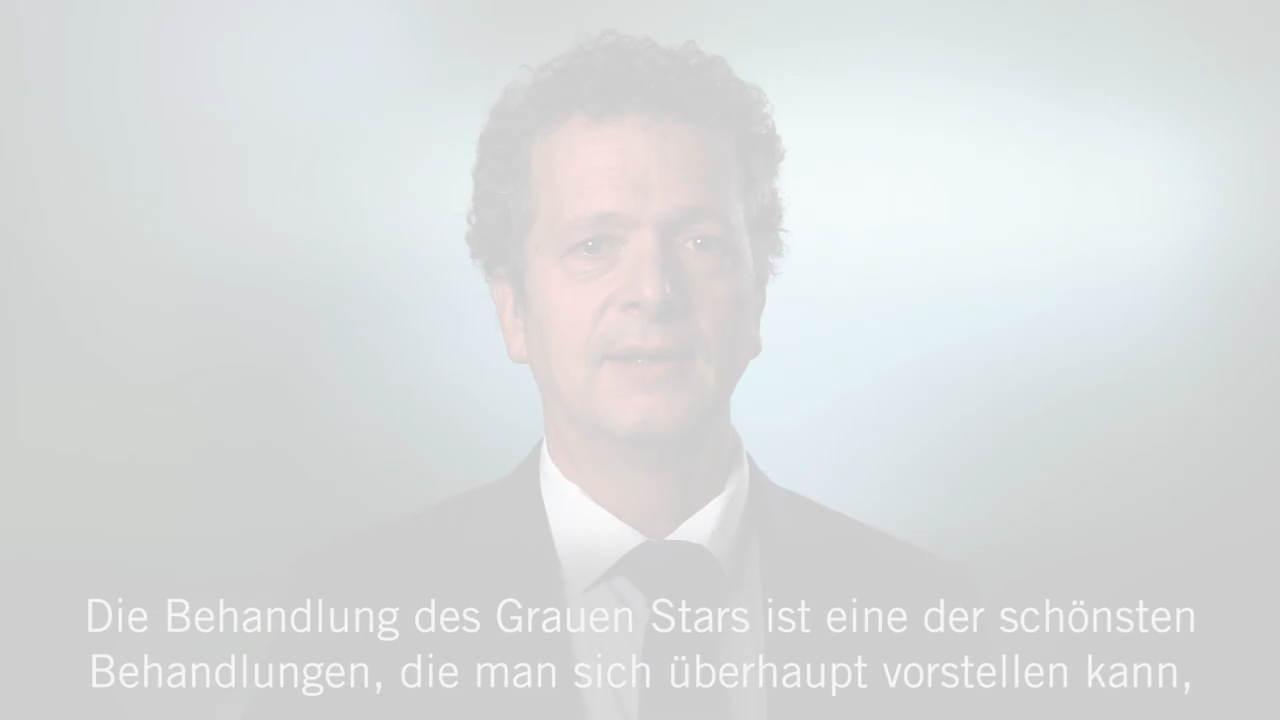 Die Behandlung des Grauen Stars ist eine der schönsten
Behandlungen, die man sich überhaupt vorstellen kann,